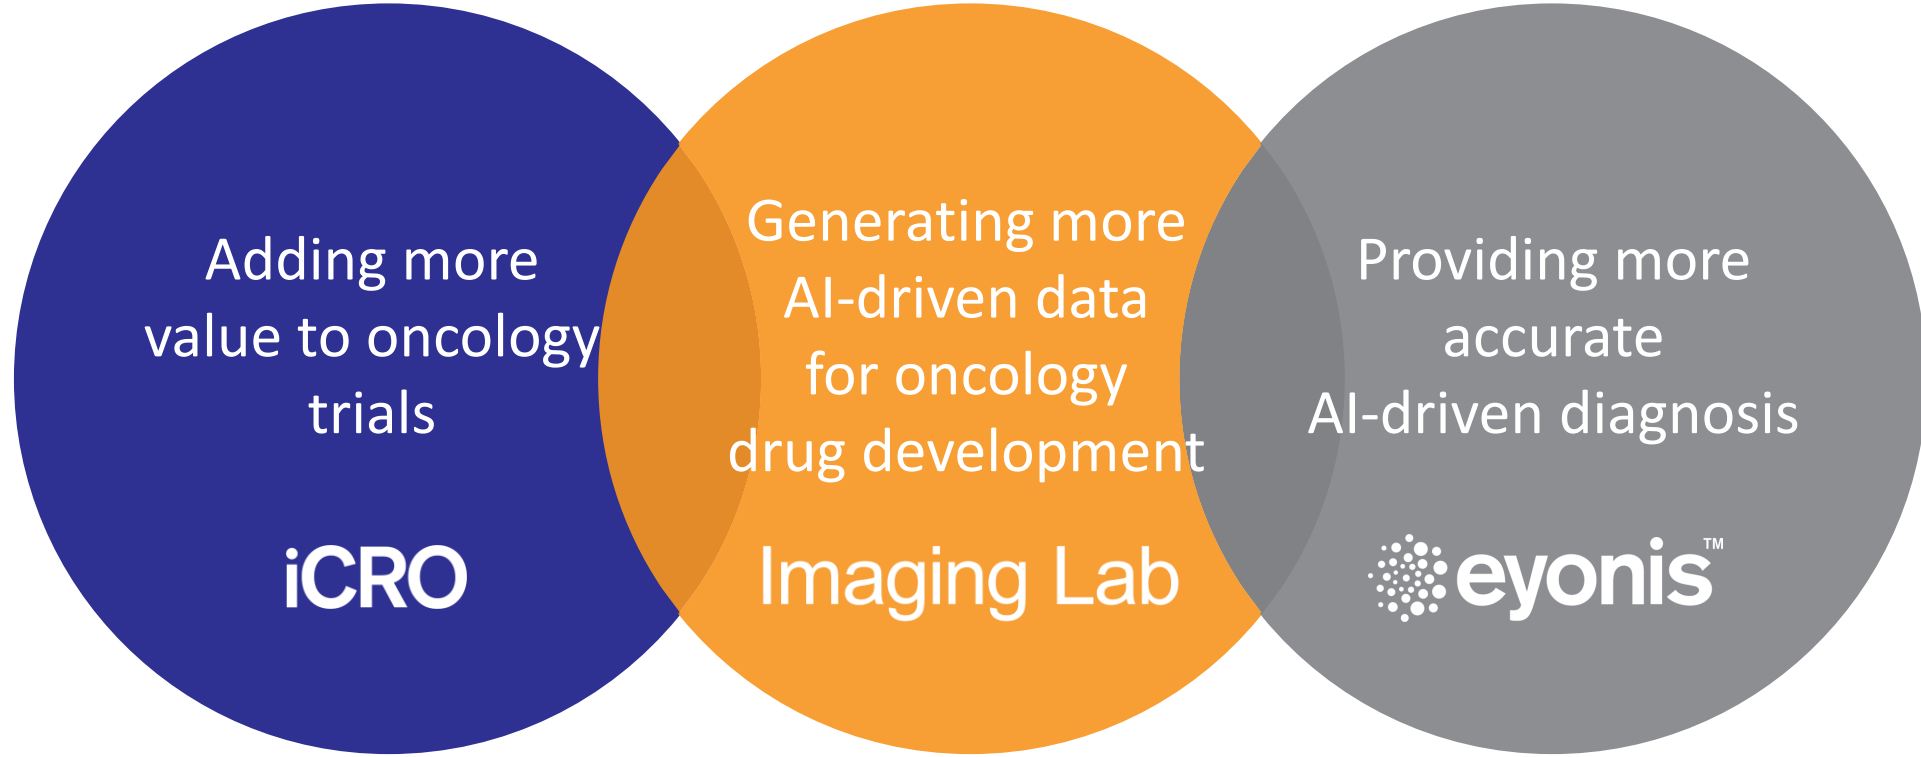 Adding more
value to oncology
trials
iCRO
Generating more
AI-driven data
for oncology
drug development
Imaging Lab
Providing more
accurate
AI-driven diagnosis
eyonis™